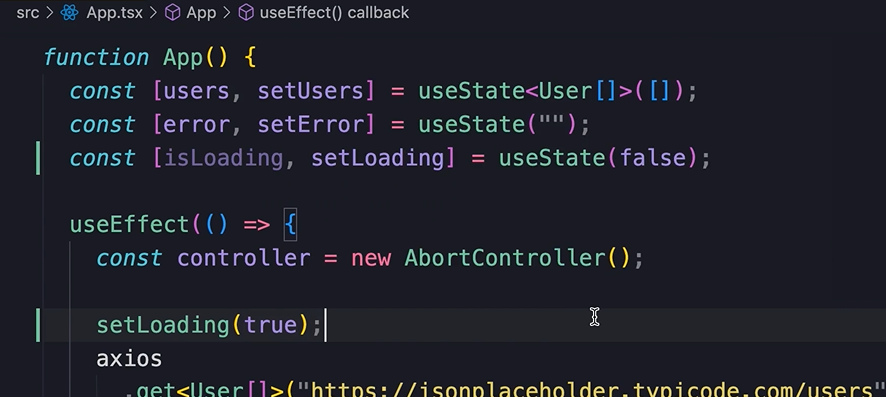 src > App.tsx > App > useEffect() callback
function App() {
const [users, setUsers] = useState<User[]>([]);
const [error, setError] = useState("");
const [isLoading, setLoading] = useState(false);
useEffect(() => {
const controller = new AbortController();
setLoading(true);
axios
.get<User[]>("https://jsonplaceholder.typicode.com/users"